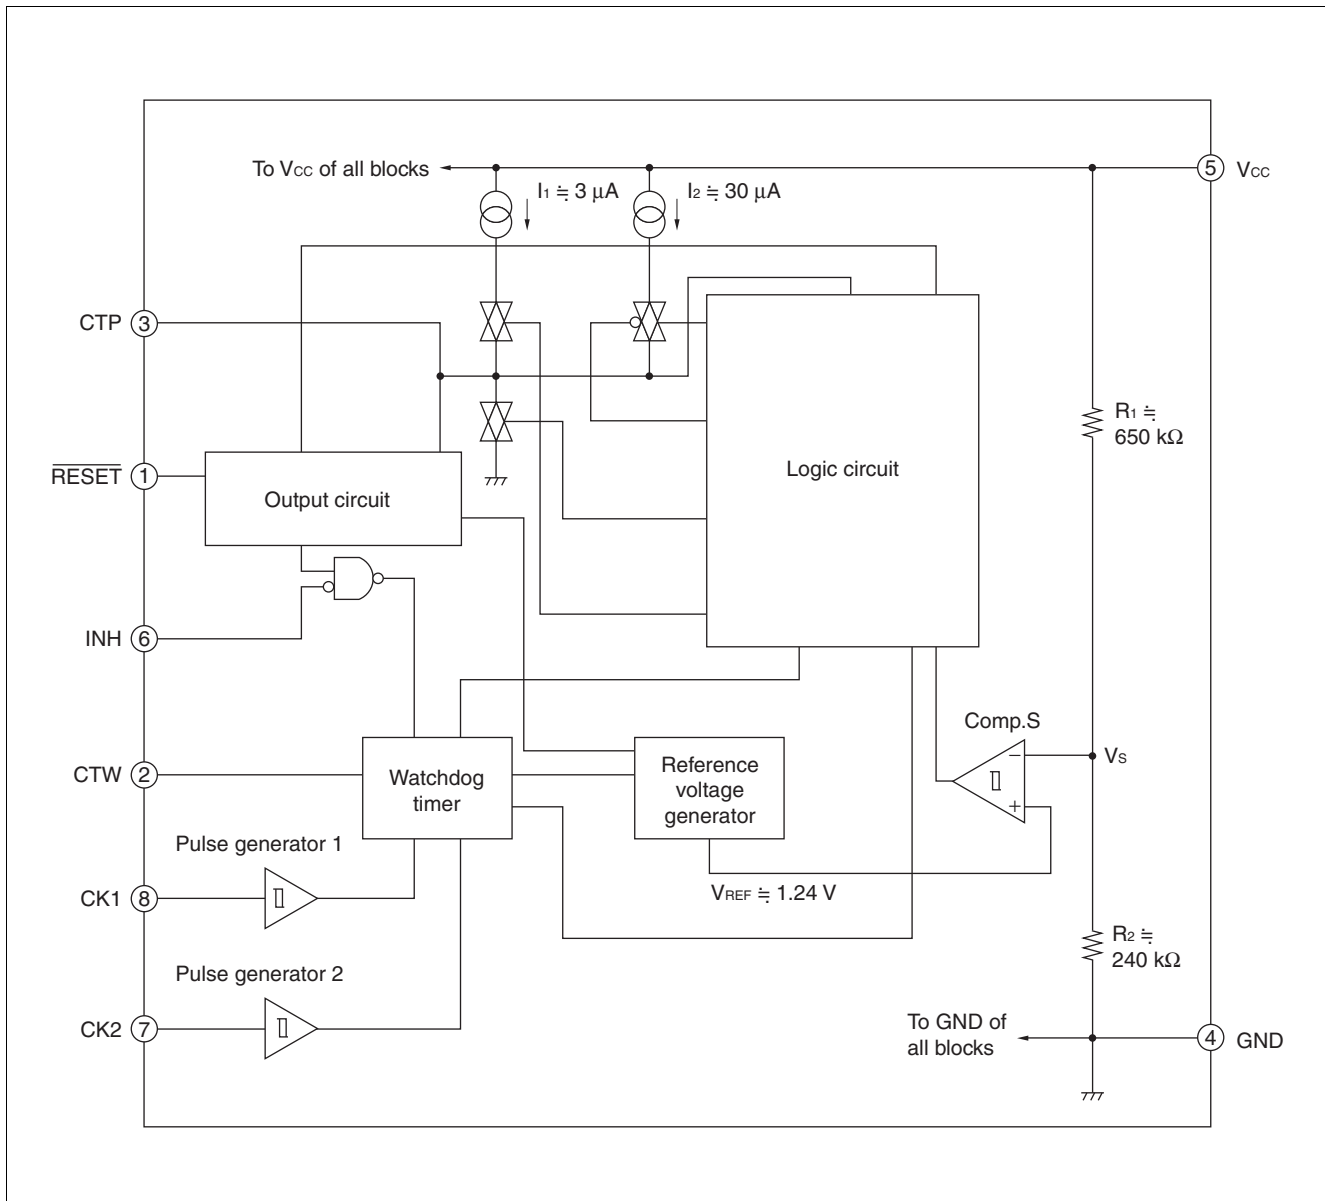 To VCC of all blocks
I1 ≒ 3 μA
I2 ≒ 30 μA
5
VCC
CTP
3
R1 ≒
650 kΩ
RESET
1
Output circuit
Logic circuit
INH
6
Comp.S
−
+
VS
CTW
2
Watchdog
timer
Reference
voltage
generator
Pulse generator 1
CK1
8
VREF ≒ 1.24 V
R2 ≒
240 kΩ
Pulse generator 2
CK2
7
To GND of
all blocks
4
GND